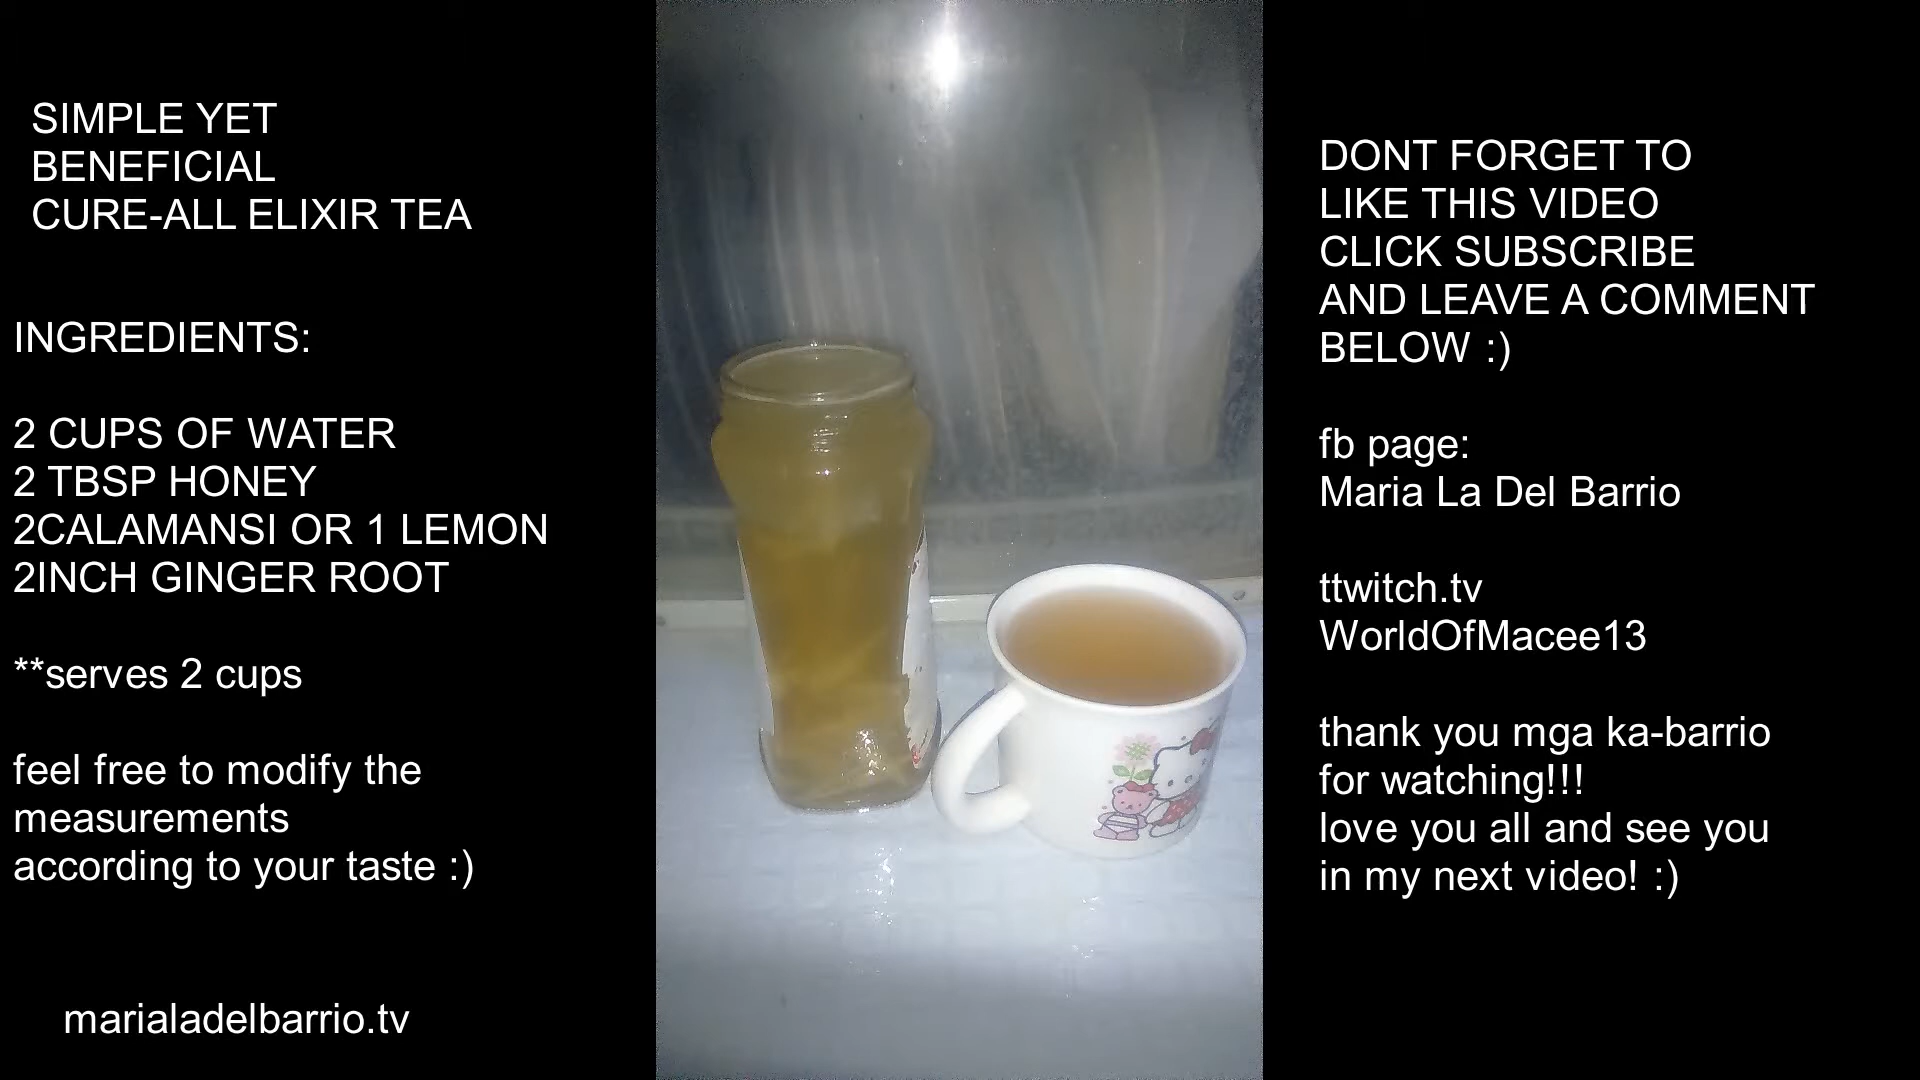 SIMPLE YET
BENEFICIAL
CURE-ALL ELIXIR TEA
INGREDIENTS:
2 CUPS OF WATER
2 TBSP HONEY
2CALAMANSI OR 1 LEMON
2INCH GINGER ROOT
**serves 2 cups
feel free to modify the
measurements
according to your taste :)
marialadelbarrio.tv
DONT FORGET TO
LIKE THIS VIDEO
CLICK SUBSCRIBE
AND LEAVE A COMMENT
BELOW :)
fb page:
Maria La Del Barrio
ttwitch.tv
WorldOfMacee13
thank you mga ka-barrio
for watching!!!
love you all and see you
in my next video! :)